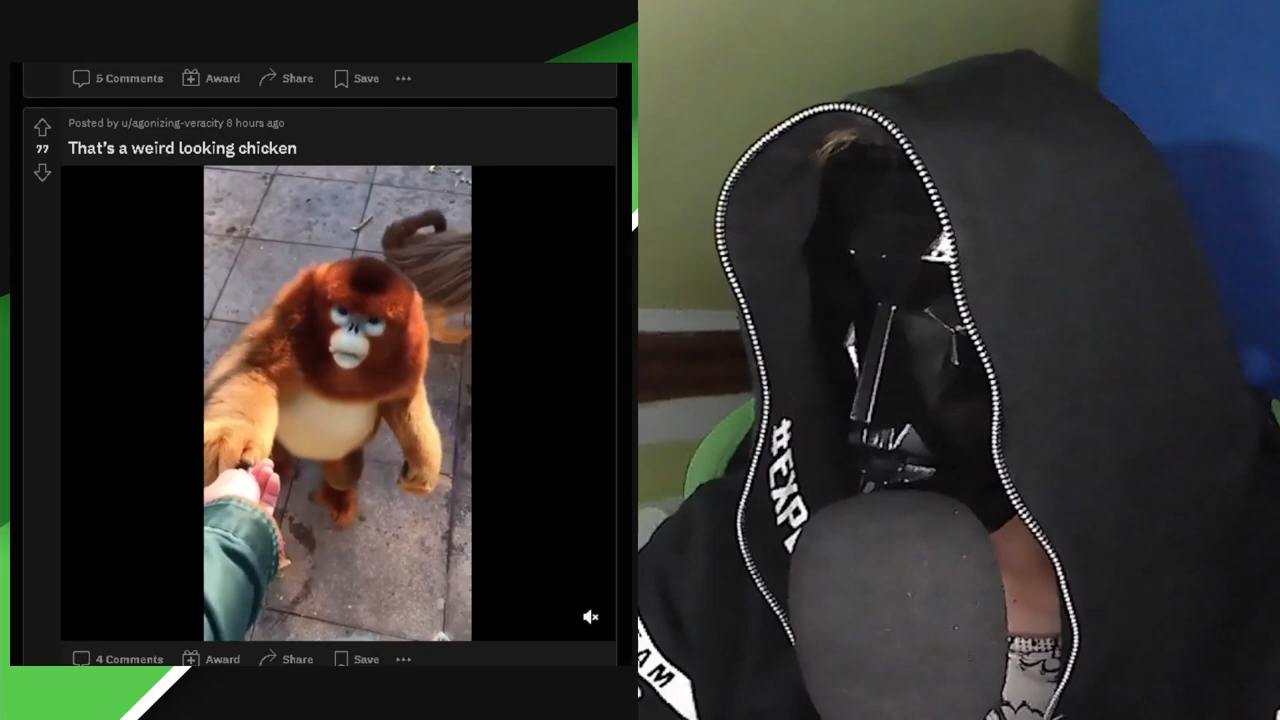 5 Comments Award Share Save
Posted by u/agonizing-veracity 8 hours ago
77
That's a weird looking chicken
4 Comments Award Share Save
#EXP
AM